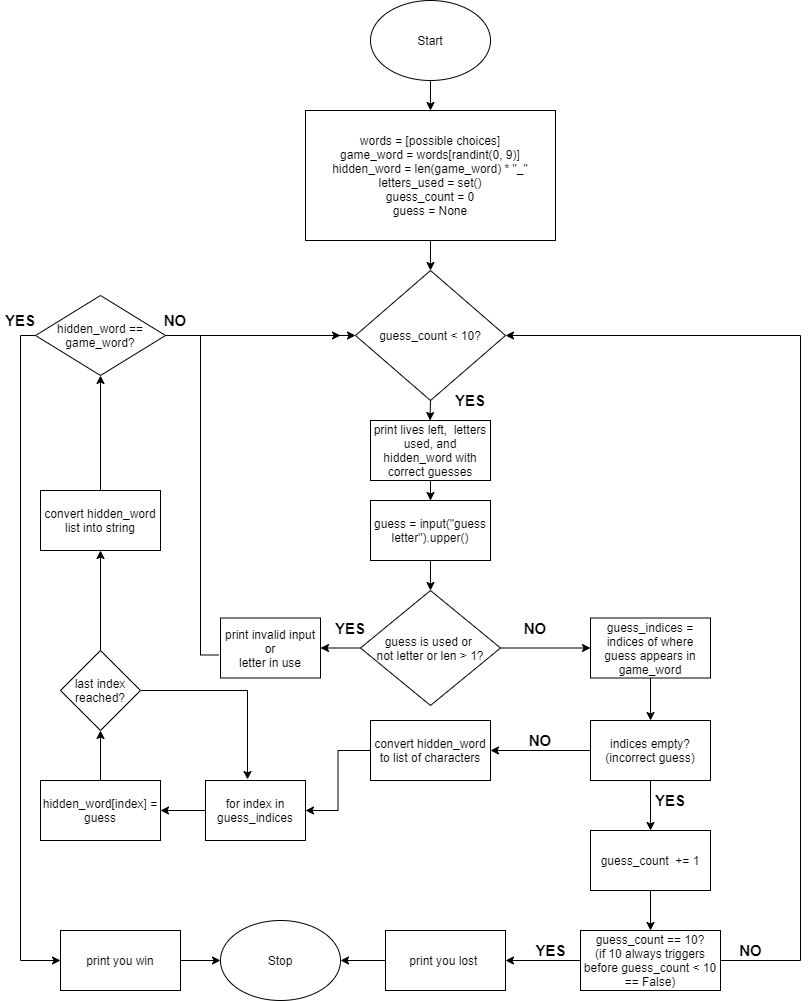 Start
words = [possible choices]
game_word = words[randint(0, 9)]
hidden_word = len(game_word) * "_"
letters_used = set()
guess_count = 0
guess = None
YES
hidden_word ==
game_word?
NO
guess_count < 10?
YES
print lives left, letters
used, and
hidden_word with
correct guesses
convert hidden_word
list into string
guess = input("guess
letter").upper()
print invalid input
or
letter in use
YES
guess is used or
not letter or len > 1?
NO
guess_indices =
indices of where
guess appears in
game_word
last index
reached?
convert hidden_word
to list of characters
NO
indices empty?
(incorrect guess)
hidden_word[index] =
guess
for index in
guess_indices
YES
guess_count += 1
print you win
Stop
print you lost
YES
guess_count == 10?
(if 10 always triggers
before guess_count < 10
== False)
NO